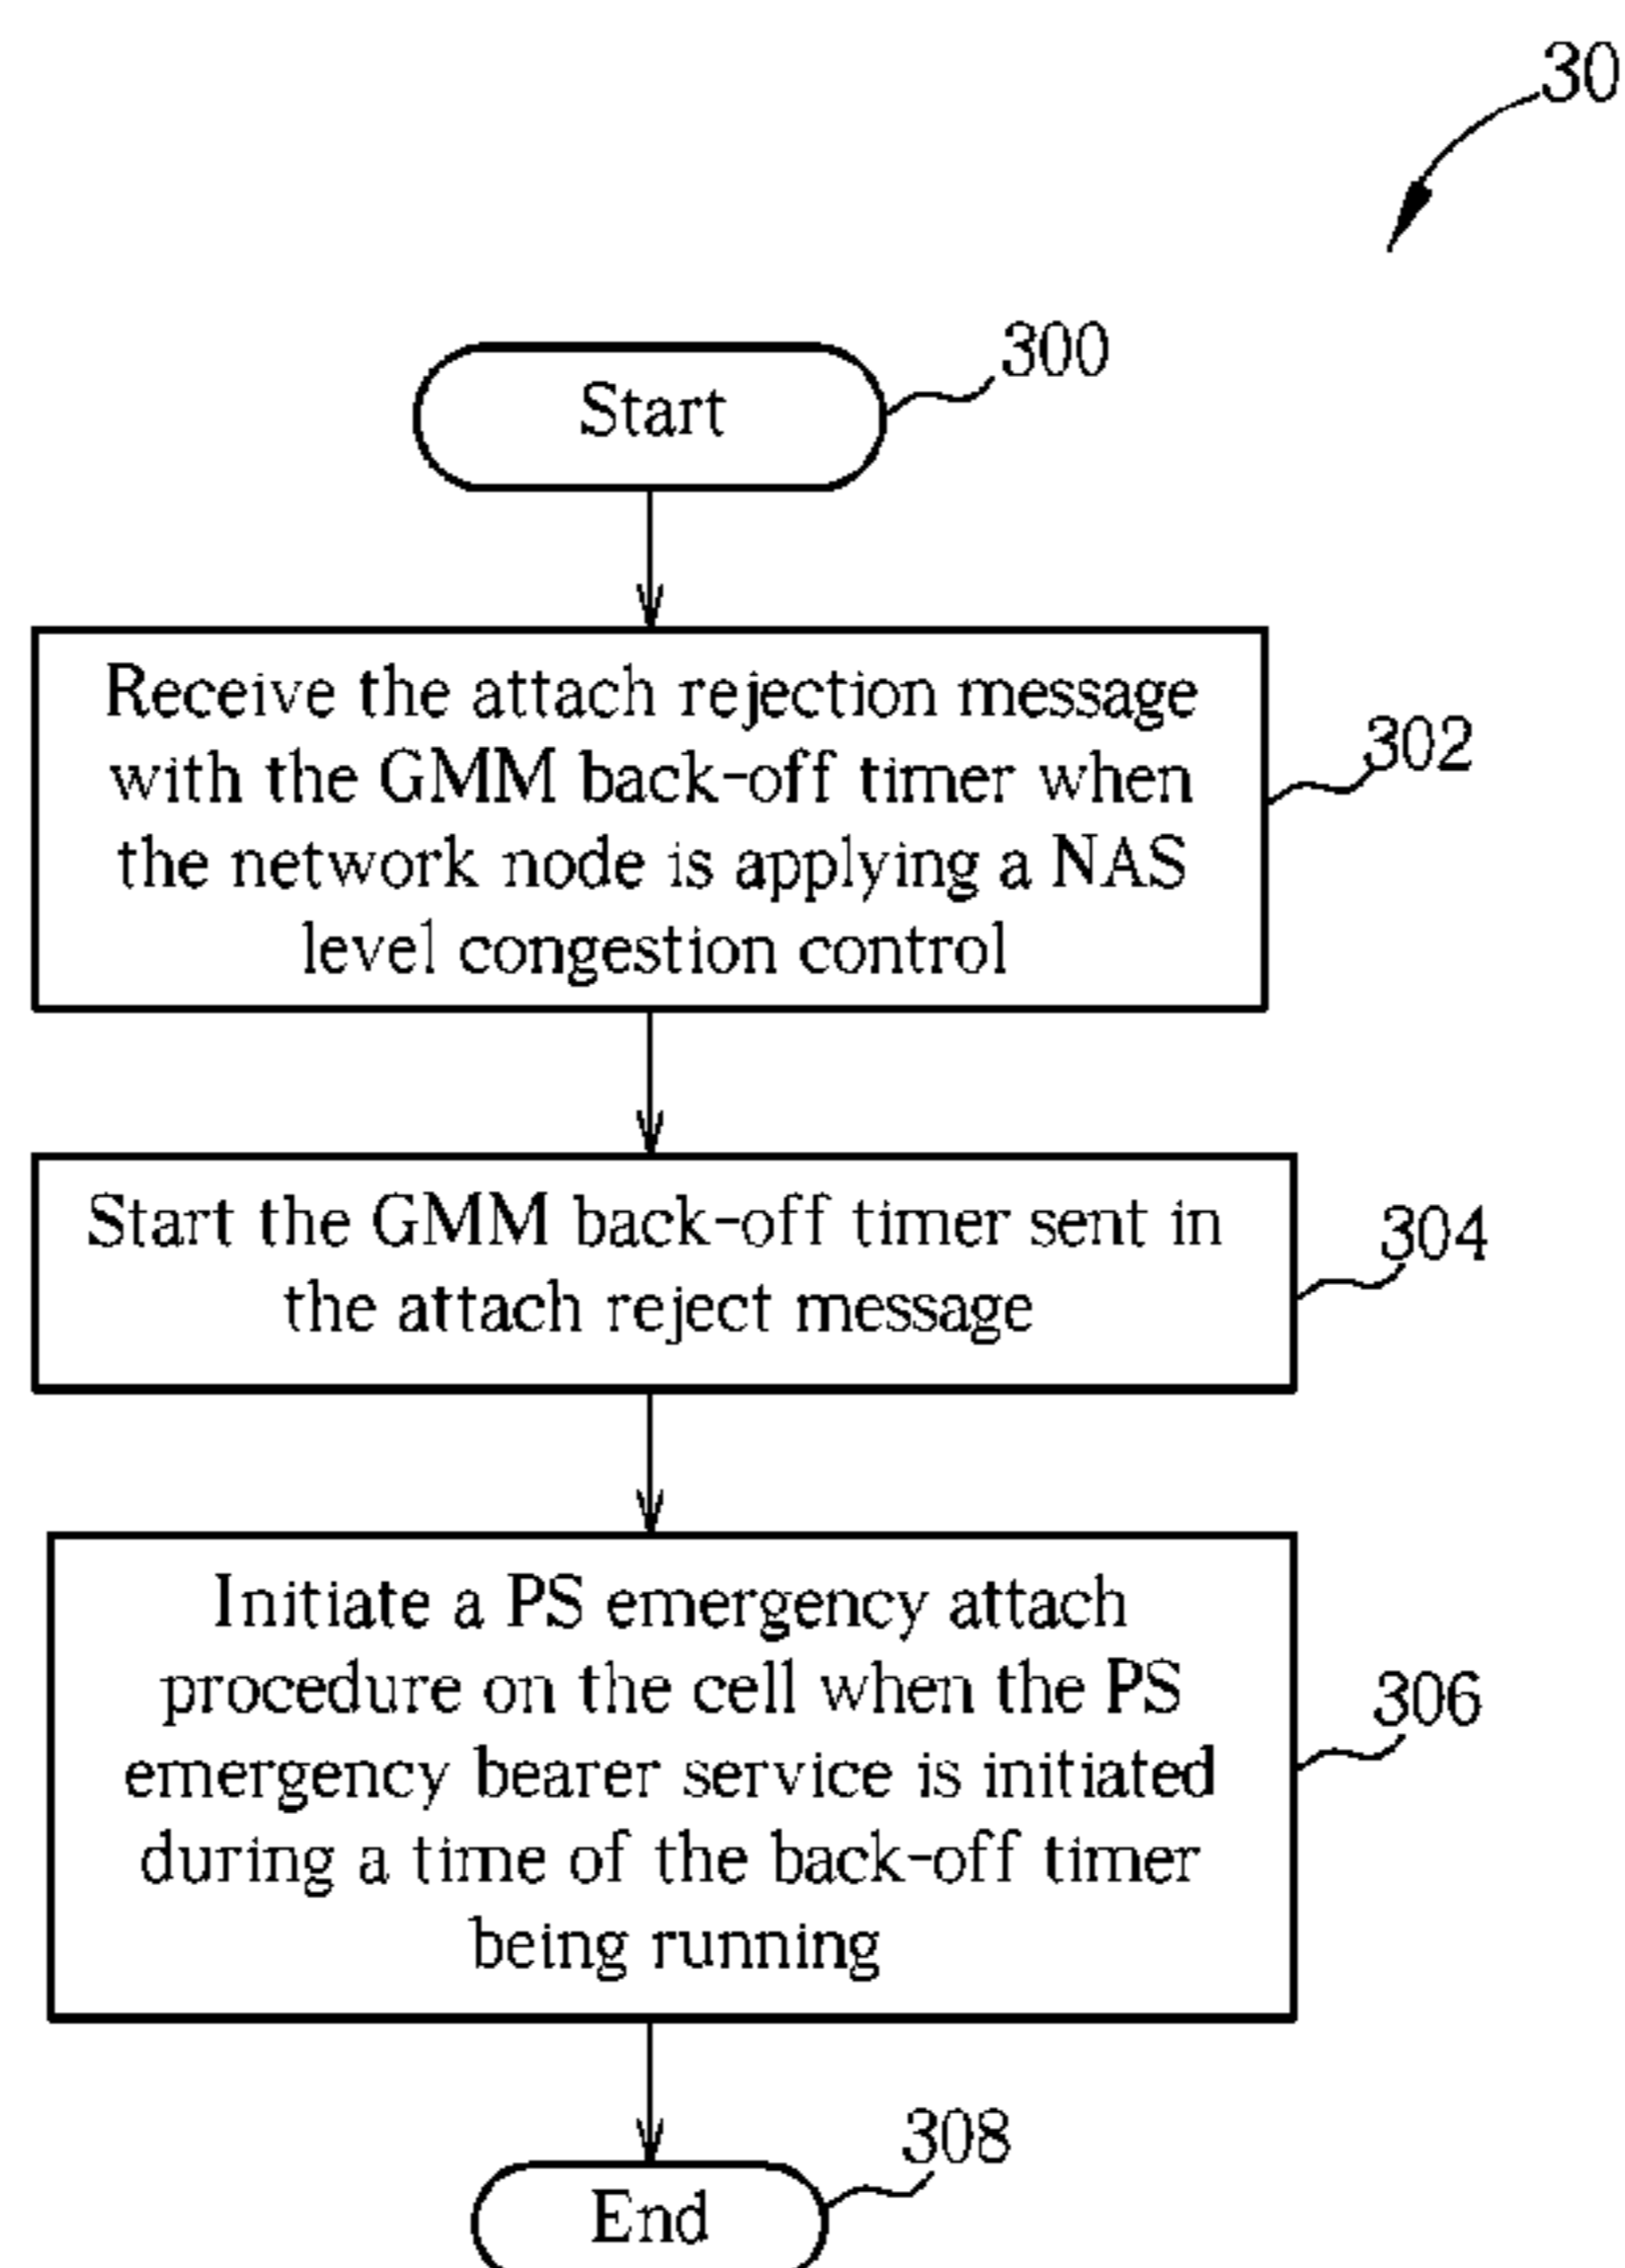 30
300
Start
Receive the attach rejection message
with the GMM back-off timer when
the network node is applying a NAS
level congestion control
302
Start the GMM back-off timer sent in
the attach reject message
304
Initiate a PS emergency attach
procedure on the cell when the PS
emergency bearer service is initiated
during a time of the back-off timer
being running
306
308
End